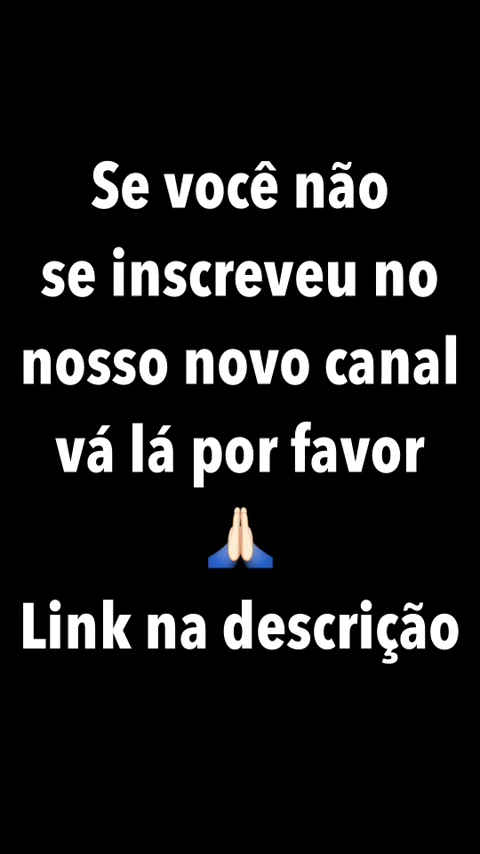 Se você não
se inscreveu no
nosso novo canal
vá lá por favor
🙏🏻
Link na descrição